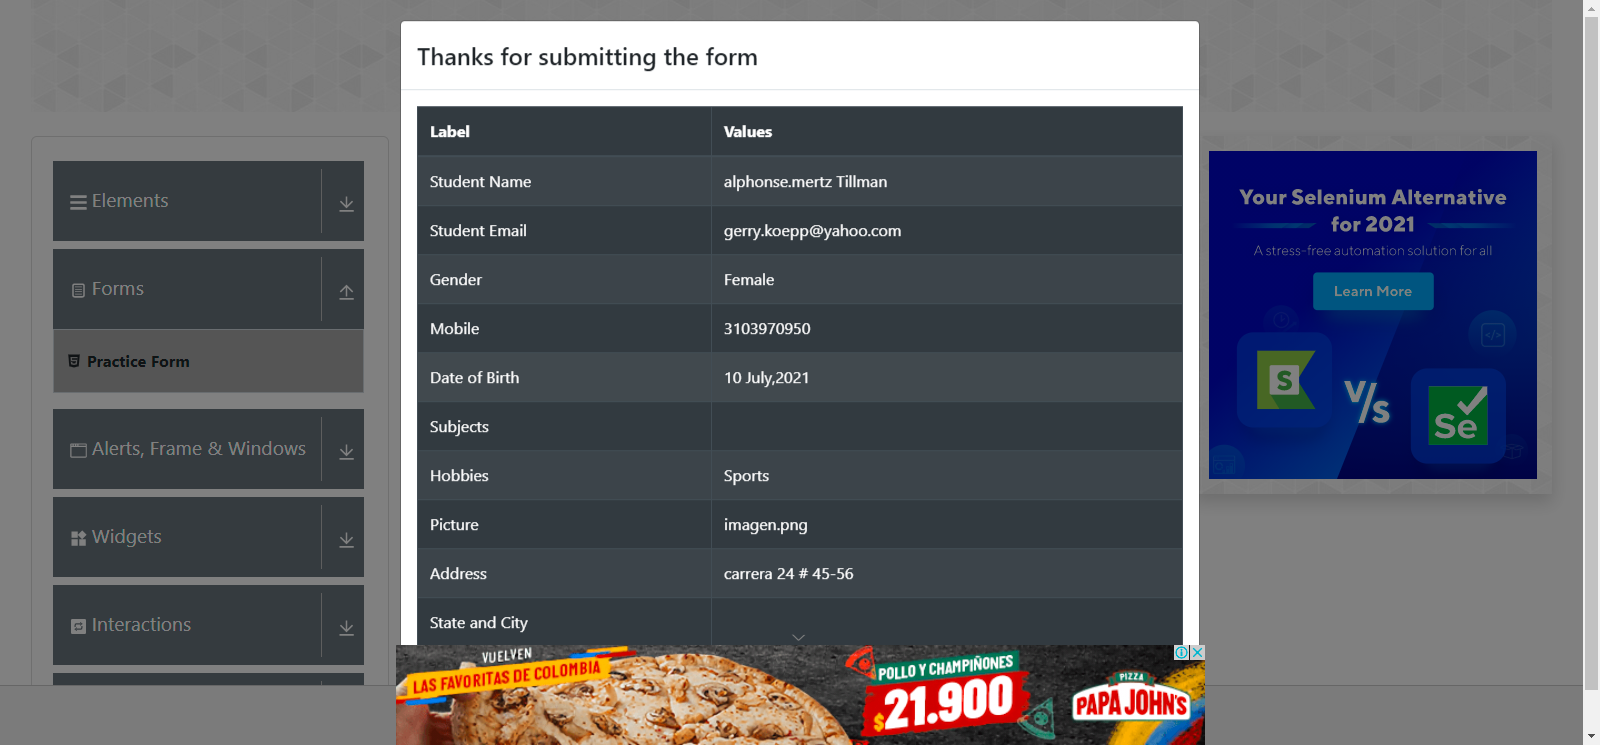 Thanks for submitting the form
Label Values
Student Name alphonse.mertz Tillman
Student Email gerry.koepp@yahoo.com
Gender Female
Mobile 3103970950
Date of Birth 10 July,2021
Subjects
Hobbies Sports
Picture imagen.png
Address carrera 24 # 45-56
State and City
Elements
Forms
Practice Form
Alerts, Frame & Windows
Widgets
Interactions
Your Selenium Alternative
for 2021
A stress-free automation solution for all
Learn More
S
V/s
Se
VUELVEN
LAS FAVORITAS DE COLOMBIA
POLLO Y CHAMPIÑONES
$21.900
PIZZA
PAPA JOHN'S